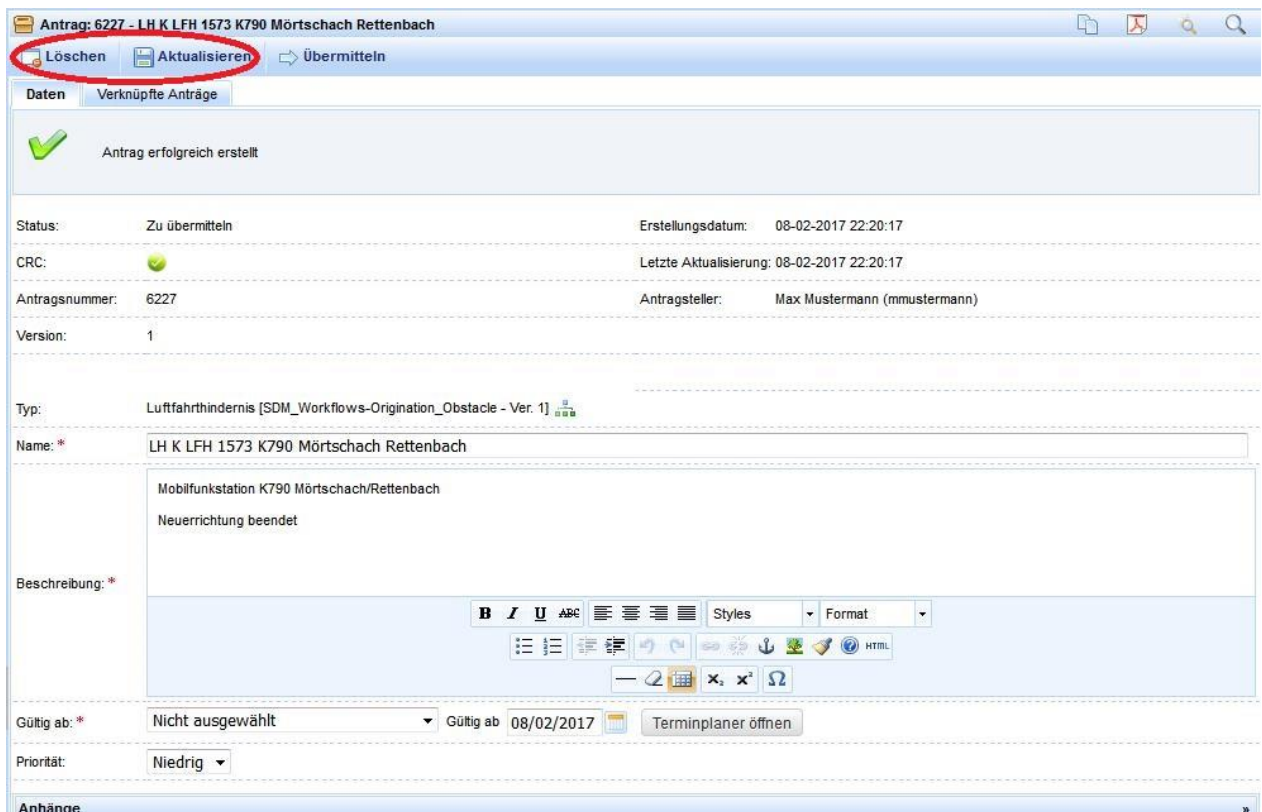 Antrag: 6227 - LH K LFH 1573 K790 Mörtschach Rettenbach
Löschen Aktualisieren Übermitteln
Daten Verknüpfte Anträge
Antrag erfolgreich erstellt
Status: Zu übermitteln Erstellungsdatum: 08-02-2017 22:20:17
CRC: Letzte Aktualisierung: 08-02-2017 22:20:17
Antragsnummer: 6227 Antragsteller: Max Mustermann (mmustermann)
Version: 1
Typ: Luftfahrthindernis [SDM_Workflows-Origination_Obstacle - Ver. 1]
Name: * LH K LFH 1573 K790 Mörtschach Rettenbach
Mobilfunkstation K790 Mörtschach/Rettenbach
Neuerrichtung beendet
Beschreibung: *
B I U ABC Styles Format
HTML
x₂ x² Ω
Gültig ab: * Nicht ausgewählt Gültig ab 08/02/2017 Terminplaner öffnen
Priorität: Niedrig
Anhänge »